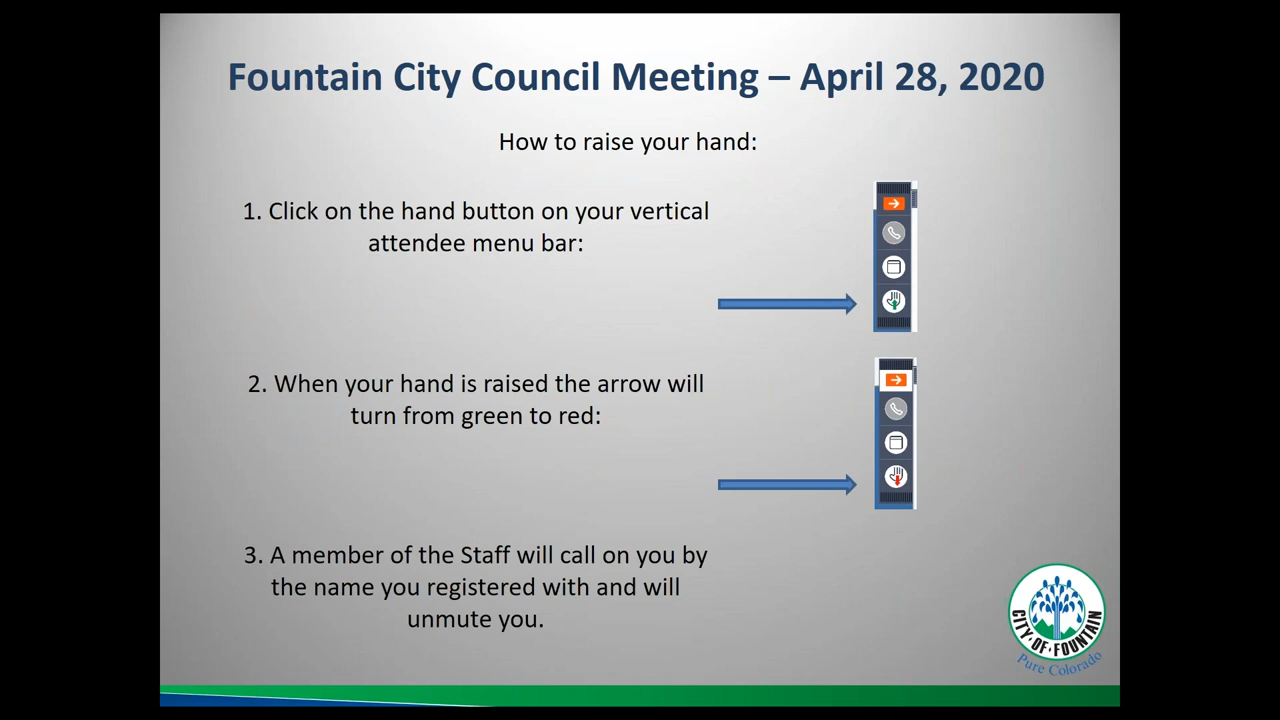 Fountain City Council Meeting – April 28, 2020
How to raise your hand:
1. Click on the hand button on your vertical
attendee menu bar:
2. When your hand is raised the arrow will
turn from green to red:
3. A member of the Staff will call on you by
the name you registered with and will
unmute you.
CITY OF FOUNTAIN
Pure Colorado